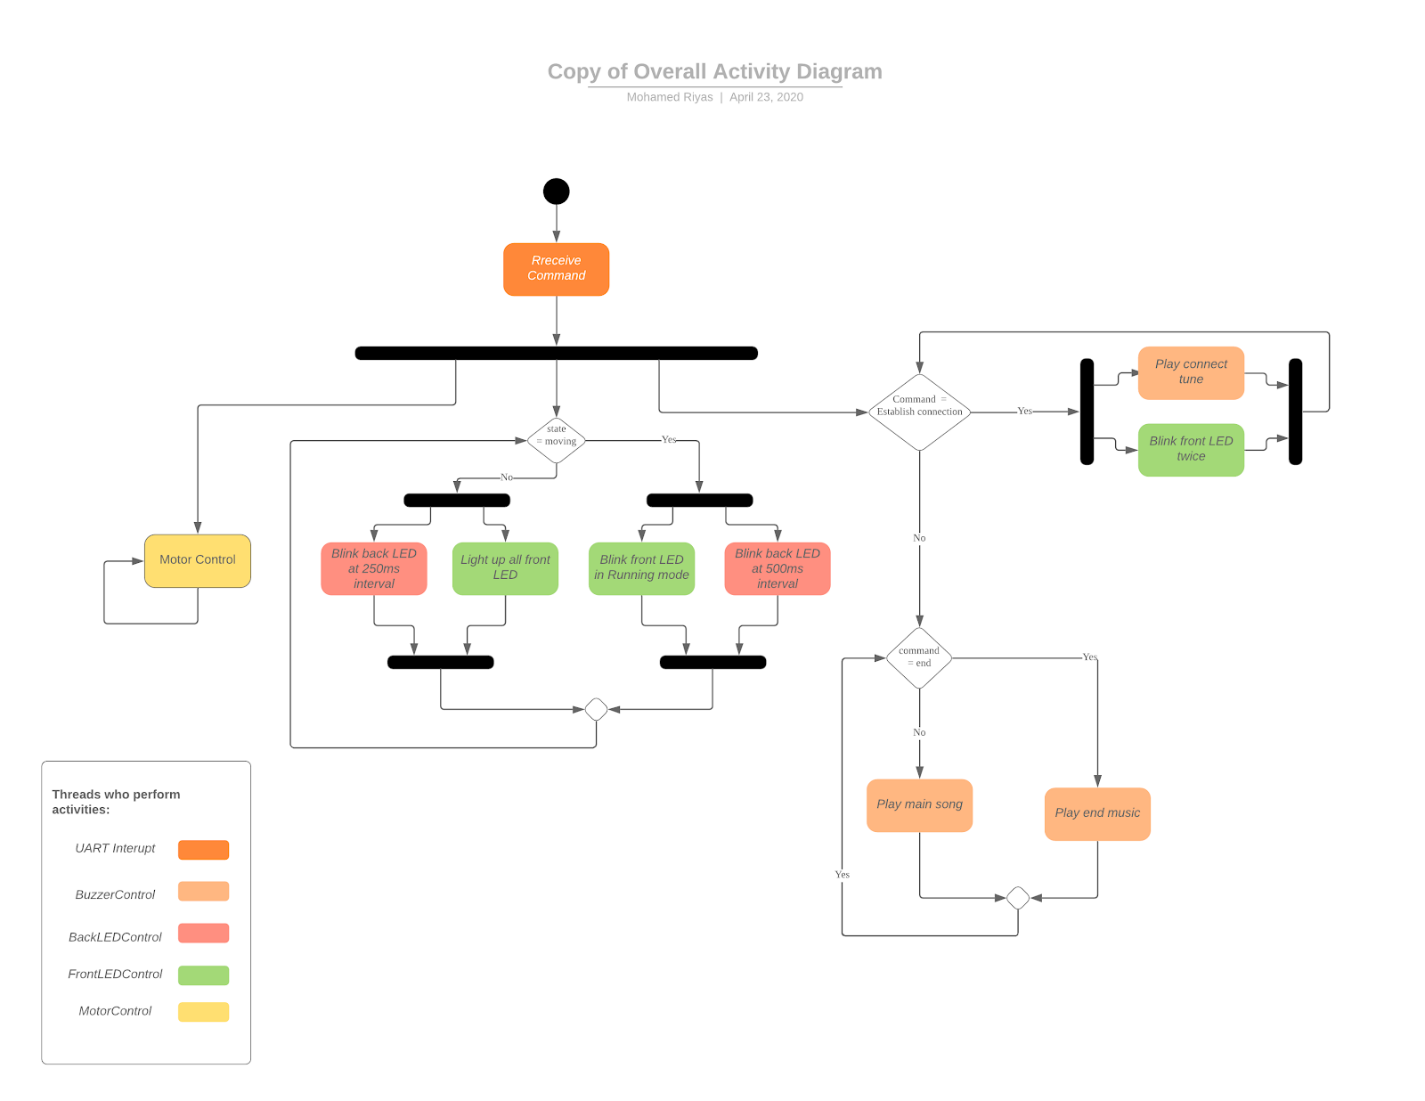 Copy of Overall Activity Diagram
Mohamed Riyas | April 23, 2020
Rreceive
Command
Command =
Establish connection
Yes
Play connect
tune
Blink front LED
twice
state
= moving
Yes
No
Blink back LED
at 250ms
interval
Light up all front
LED
Blink front LED
in Running mode
Blink back LED
at 500ms
interval
Motor Control
No
command
= end
Yes
No
Play main song
Play end music
Yes
Threads who perform
activities:
UART Interupt
BuzzerControl
BackLEDControl
FrontLEDControl
MotorControl